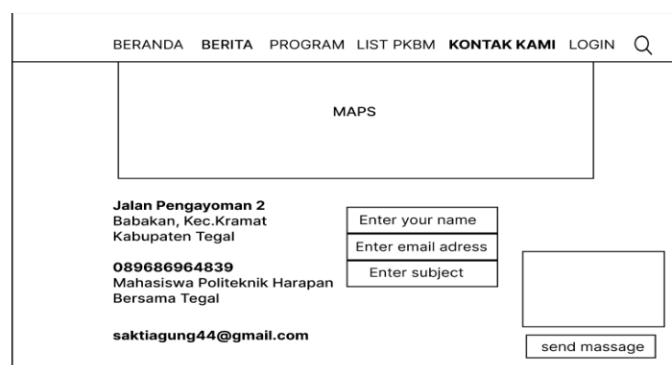 BERANDA BERITA PROGRAM LIST PKBM KONTAK KAMI LOGIN
MAPS
Jalan Pengayoman 2
Babakan, Kec.Kramat
Kabupaten Tegal
089686964839
Mahasiswa Politeknik Harapan
Bersama Tegal
saktiagung44@gmail.com
Enter your name
Enter email adress
Enter subject
send massage